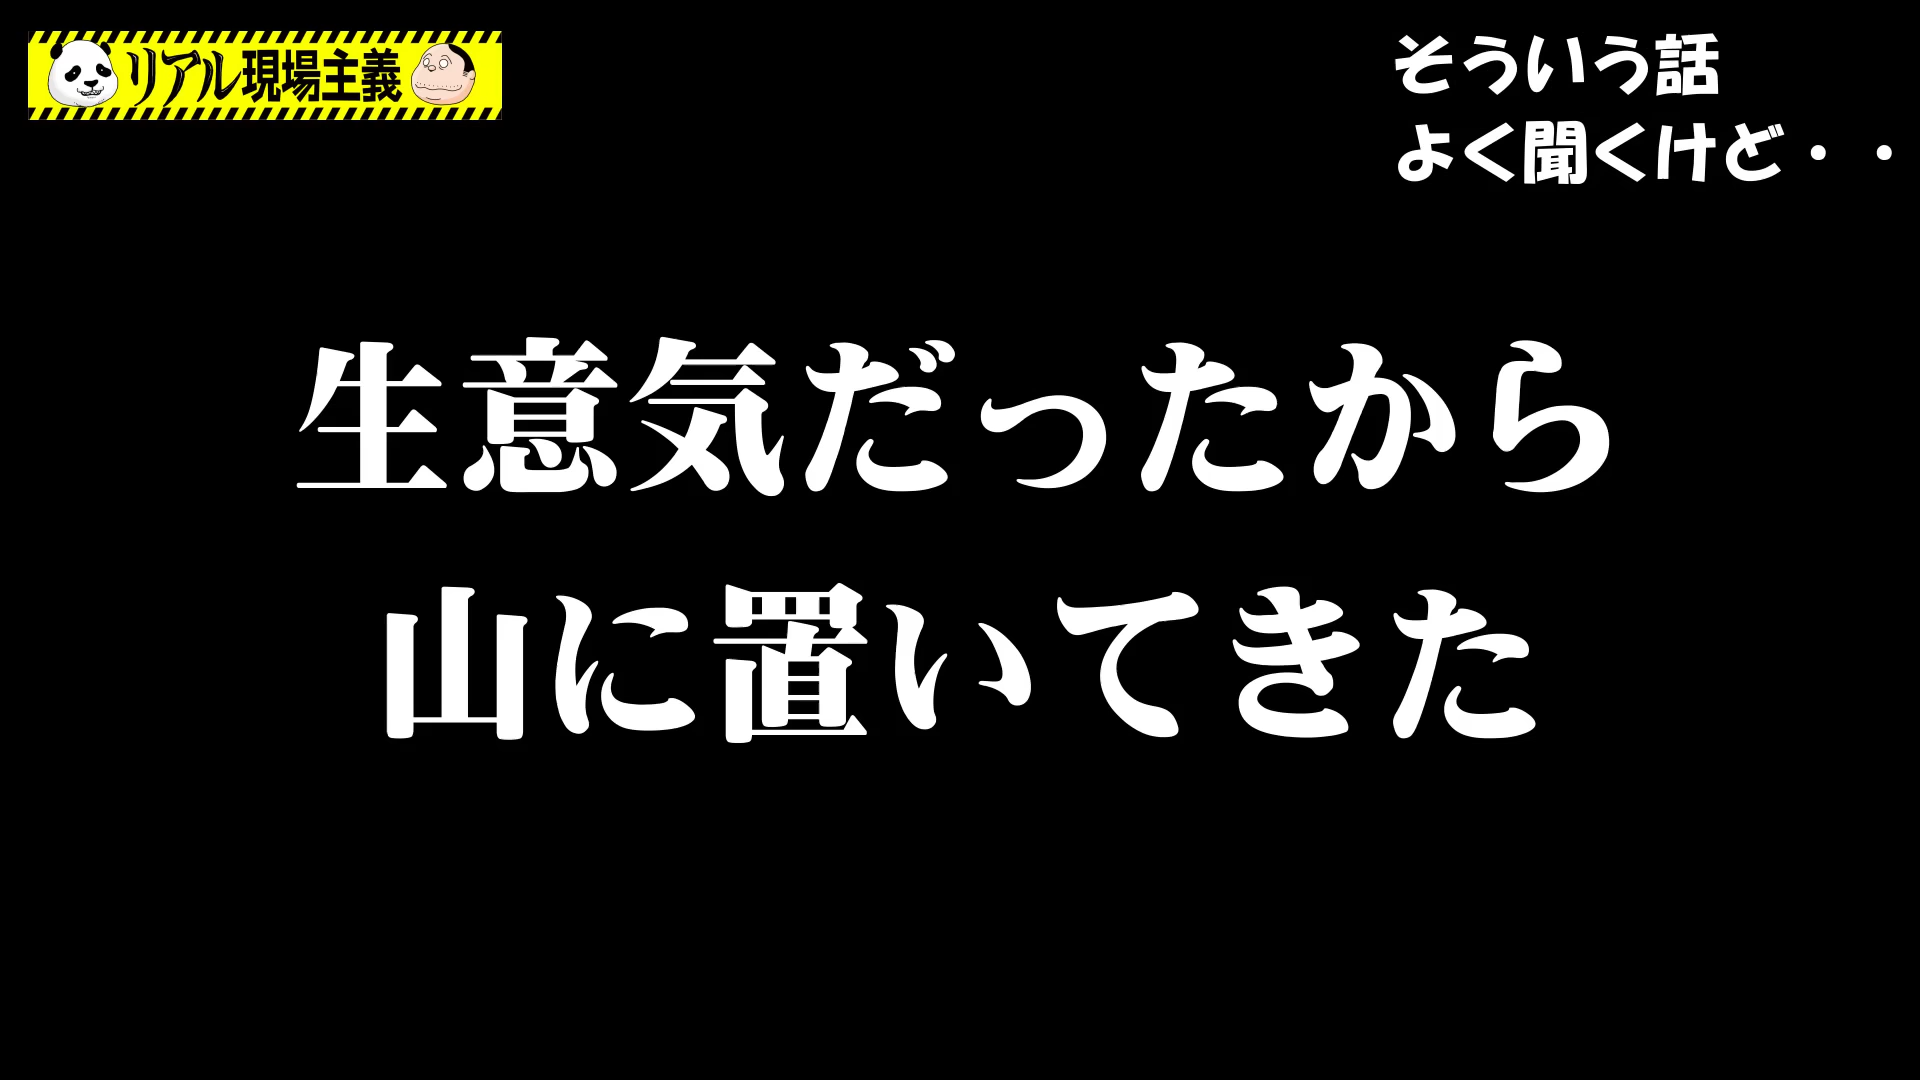 リアル現場主義
そういう話
よく聞くけど・・
生意気だったから
山に置いてきた